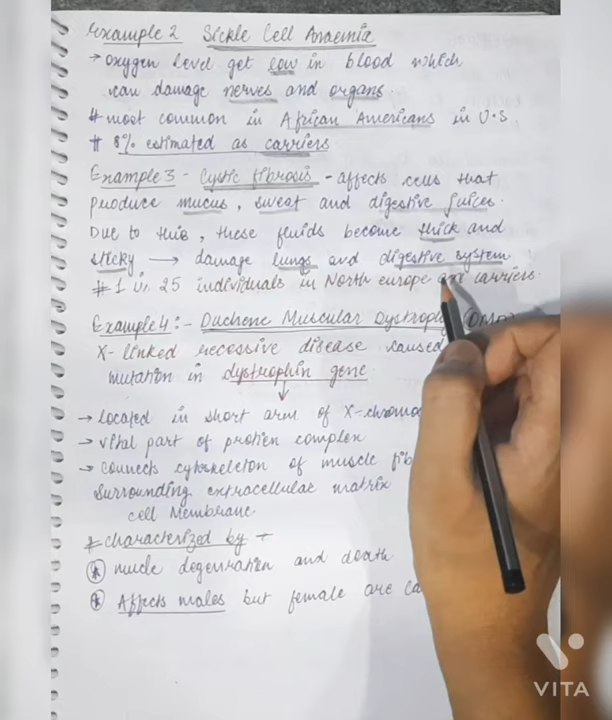 Example 2 Sickle Cell Anaemia
→ oxygen level get low in blood which
can damage nerves and organs
# most common in African Americans in U.S.
# 8% estimated as carriers
Example 3 - Cystic fibrosis - affects cells that
produce mucus, sweat and digestive juices.
Due to this, these fluids become thick and
sticky → damage lungs and digestive system
# 1 in 25 individuals in North europe are carriers.
Example 4 :- Duchene Muscular Dystrophy (DMD)
X-linked recessive disease caused
mutation in dystrophin gene
→ located in short arm of X-chromo
→ vital part of protien complex
→ connects cytoskeleton of muscle fib
surrounding extracellular matrix
cell Membrane
* characterized by -
* muscle degenration and death
* Affects males but female are ca
VITA